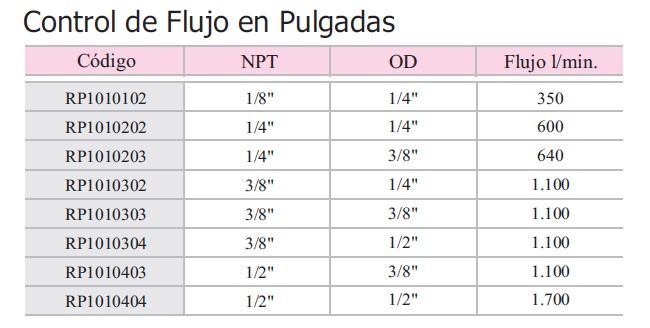 Control de Flujo en Pulgadas
Código NPT OD Flujo l/min.
RP1010102 1/8" 1/4" 350
RP1010202 1/4" 1/4" 600
RP1010203 1/4" 3/8" 640
RP1010302 3/8" 1/4" 1.100
RP1010303 3/8" 3/8" 1.100
RP1010304 3/8" 1/2" 1.100
RP1010403 1/2" 3/8" 1.100
RP1010404 1/2" 1/2" 1.700